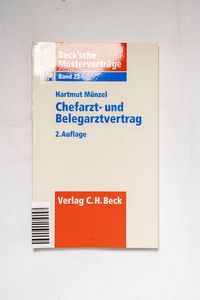 Beck'sche
Musterverträge
Band 23
Hartmut Münzel
Chefarzt- und
Belegarztvertrag
2. Auflage
Verlag C. H. Beck